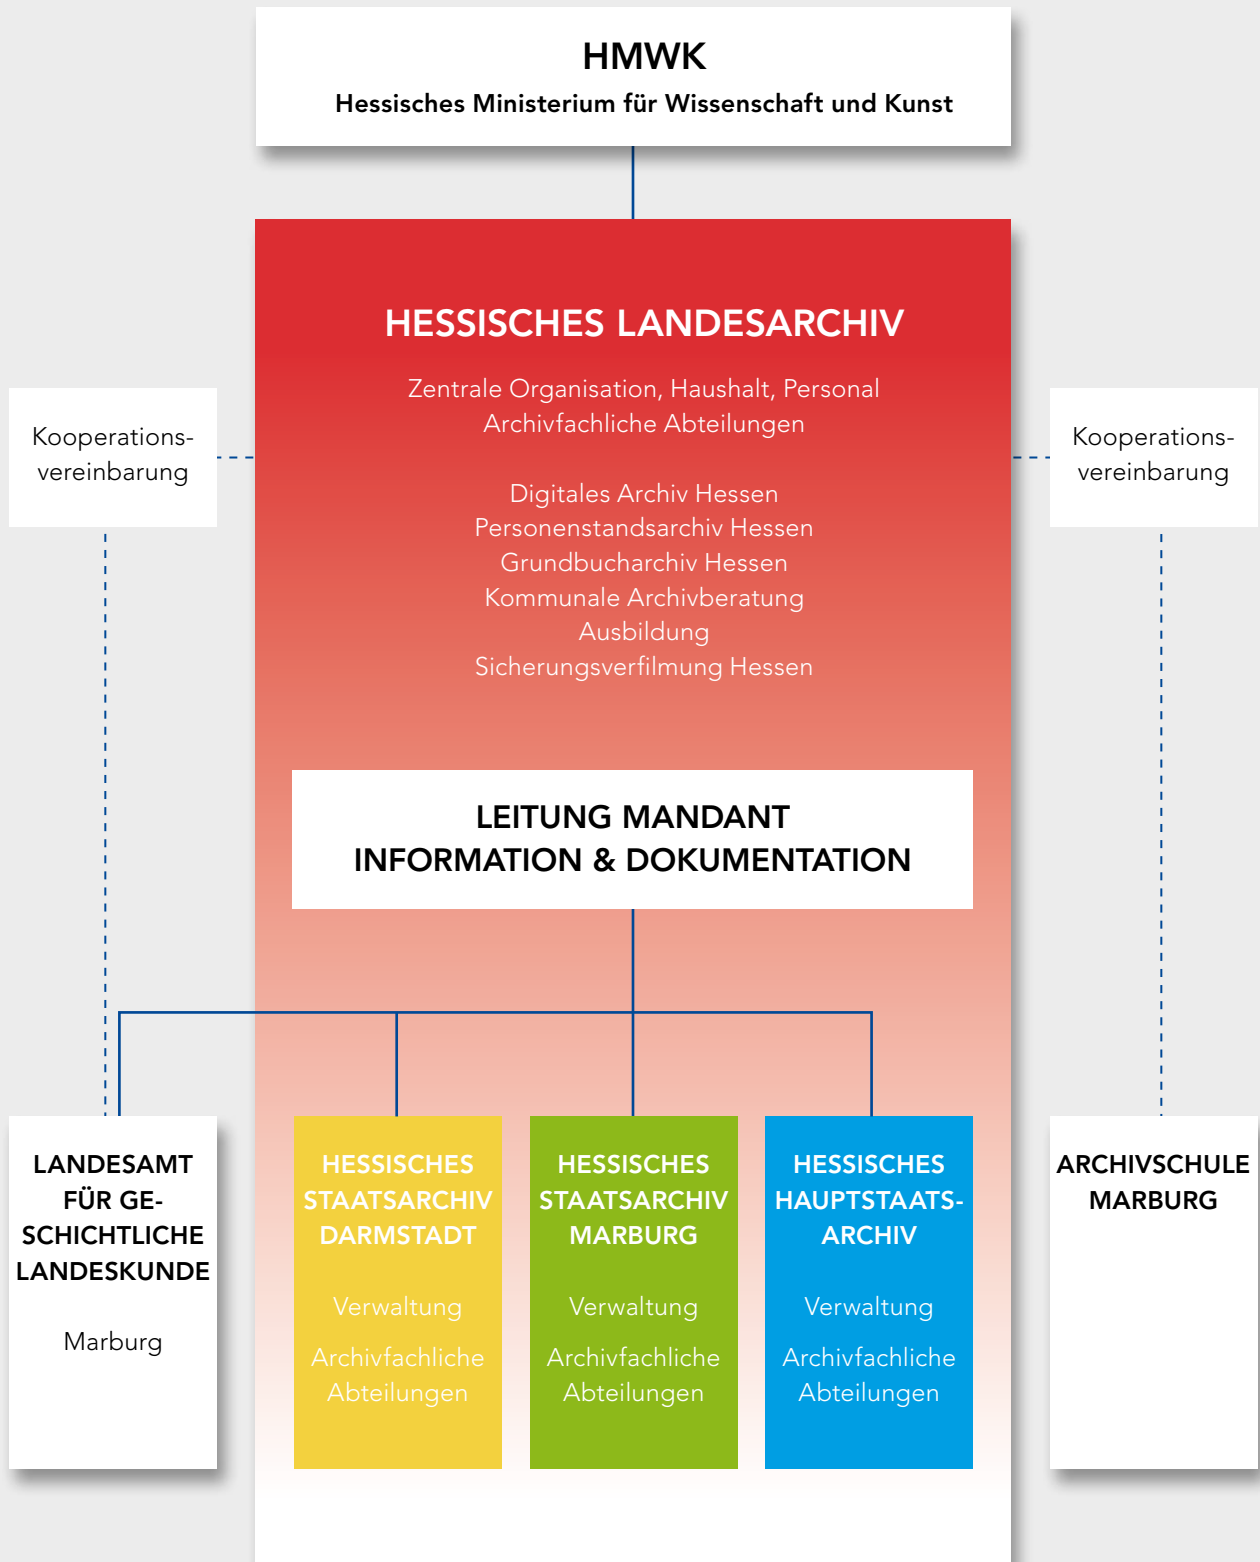 HMWK
Hessisches Ministerium für Wissenschaft und Kunst
HESSISCHES LANDESARCHIV
Zentrale Organisation, Haushalt, Personal
Archivfachliche Abteilungen
Digitales Archiv Hessen
Personenstandsarchiv Hessen
Grundbucharchiv Hessen
Kommunale Archivberatung
Ausbildung
Sicherungsverfilmung Hessen
Kooperations-
vereinbarung
Kooperations-
vereinbarung
LEITUNG MANDANT
INFORMATION & DOKUMENTATION
LANDESAMT
FÜR GE-
SCHICHTLICHE
LANDESKUNDE
Marburg
HESSISCHES
STAATSARCHIV
DARMSTADT
Verwaltung
Archivfachliche
Abteilungen
HESSISCHES
STAATSARCHIV
MARBURG
Verwaltung
Archivfachliche
Abteilungen
HESSISCHES
HAUPTSTAATS-
ARCHIV
Verwaltung
Archivfachliche
Abteilungen
ARCHIVSCHULE
MARBURG